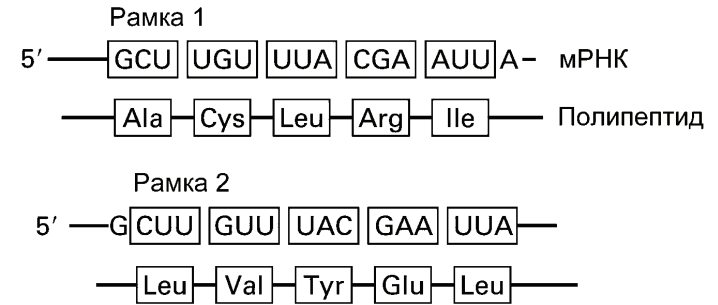 Рамка 1
5′ GCU UGU UUA CGA AUU A мРНК
Ala Cys Leu Arg Ile Полипептид
Рамка 2
5′ G CUU GUU UAC GAA UUA
Leu Val Tyr Glu Leu